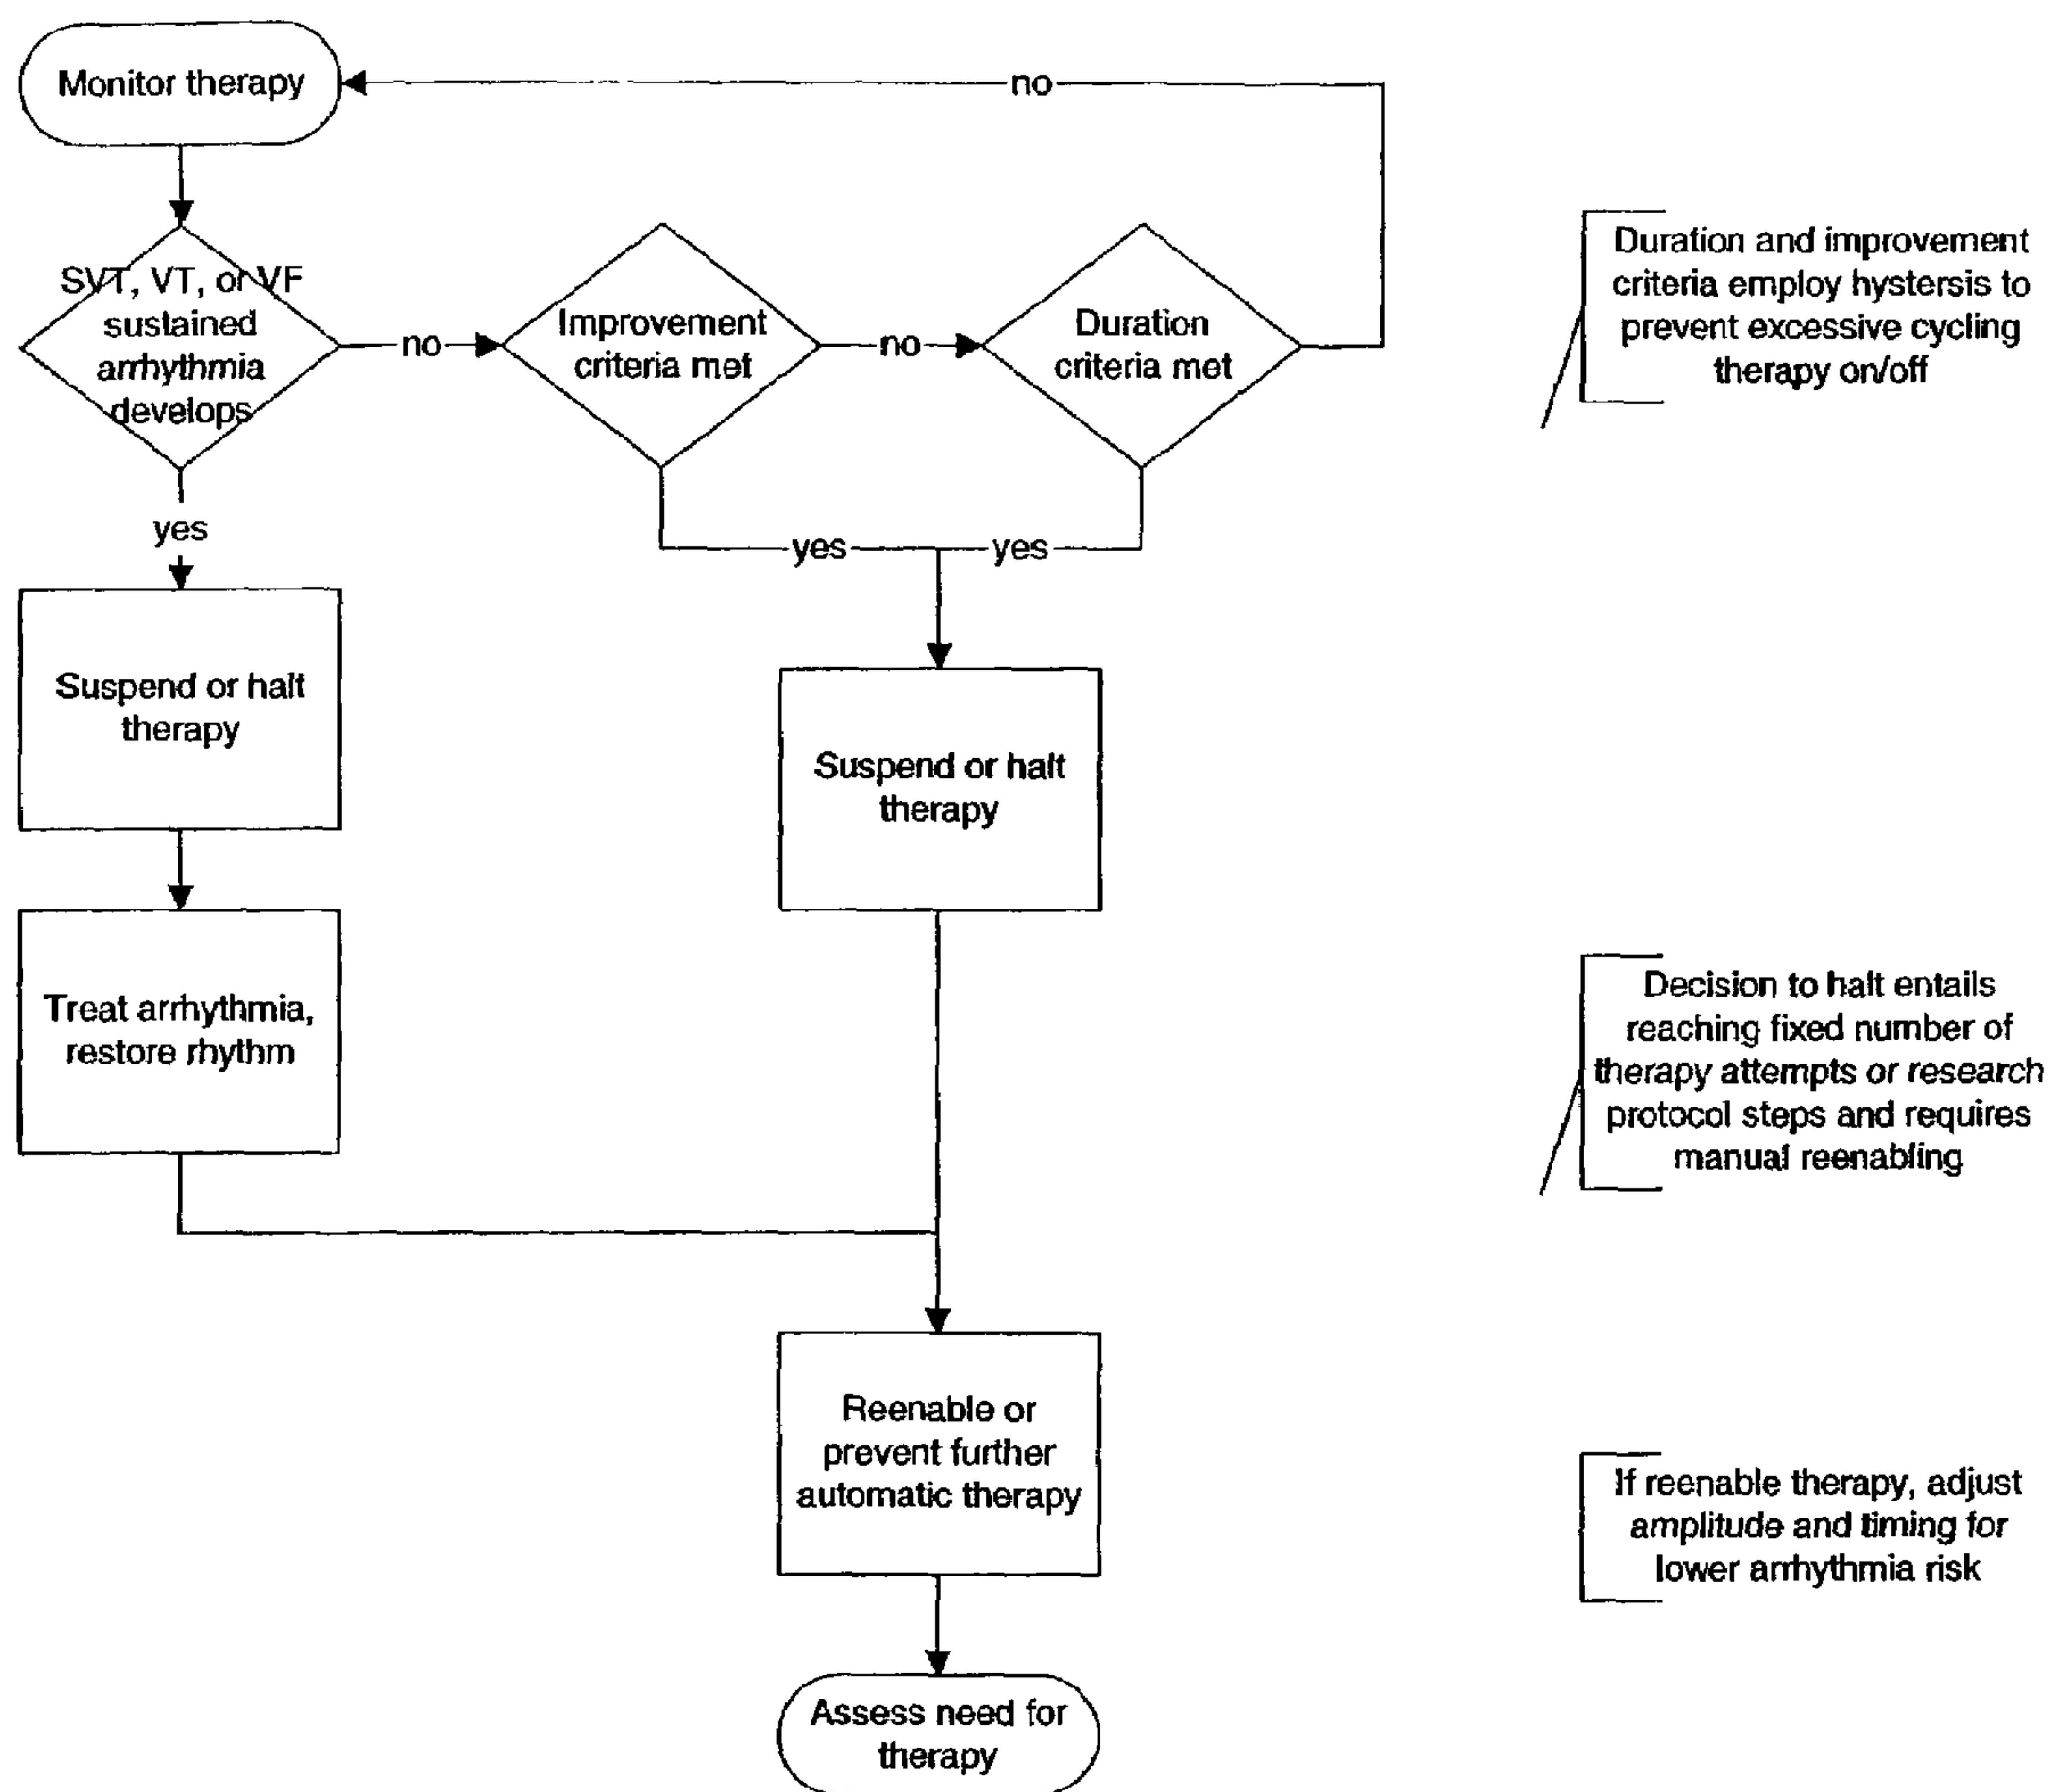 Monitor therapy
no
SVT, VT, or VF
sustained
arrhythmia
develops
no
Improvement
criteria met
no
Duration
criteria met
Duration and improvement
criteria employ hystersis to
prevent excessive cycling
therapy on/off
yes
yes
yes
Suspend or halt
therapy
Suspend or halt
therapy
Treat arrhythmia,
restore rhythm
Decision to halt entails
reaching fixed number of
therapy attempts or research
protocol steps and requires
manual reenabling
Reenable or
prevent further
automatic therapy
If reenable therapy, adjust
amplitude and timing for
lower arrhythmia risk
Assess need for
therapy